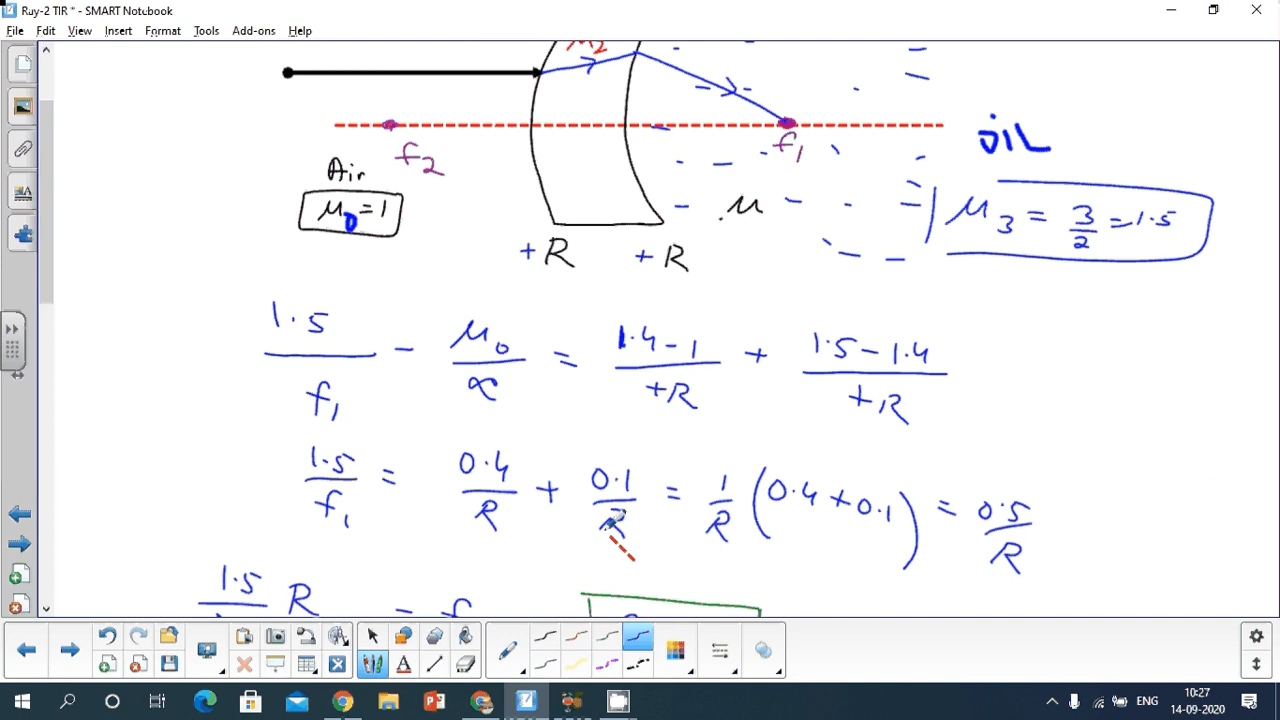 Ray-2 TIR * - SMART Notebook
File Edit View Insert Format Tools Add-ons Help
μ2
f2
f1
OIL
Air
μ0 = 1
μ
μ3 = 3/2 = 1.5
+R +R
1.5/f1 - μ0/∝ = 1.4-1/+R + 1.5-1.4/+R
1.5/f1 = 0.4/R + 0.1/R = 1/R (0.4+0.1) = 0.5/R
1.5 R
ENG
10:27
14-09-2020